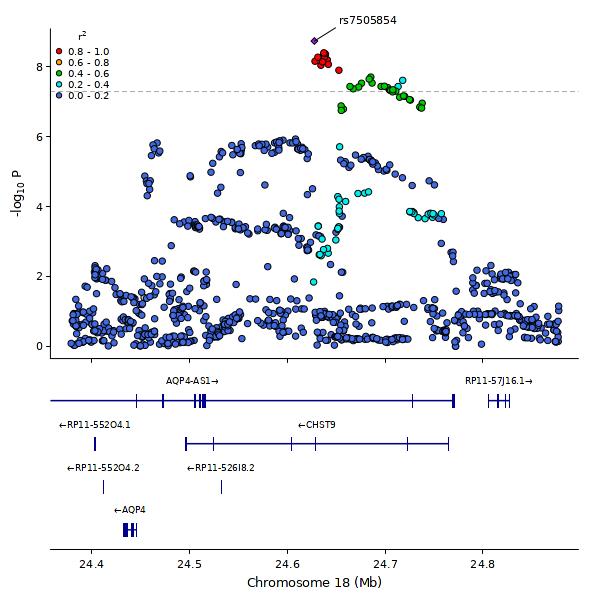 rs7505854
r²
0.8 - 1.0
0.6 - 0.8
0.4 - 0.6
0.2 - 0.4
0.0 - 0.2
8
6
4
2
0
-log₁₀ P
AQP4-AS1→
RP11-57J16.1→
←RP11-552O4.1
←CHST9
←RP11-552O4.2
←RP11-526I8.2
←AQP4
24.4
24.5
24.6
24.7
24.8
Chromosome 18 (Mb)